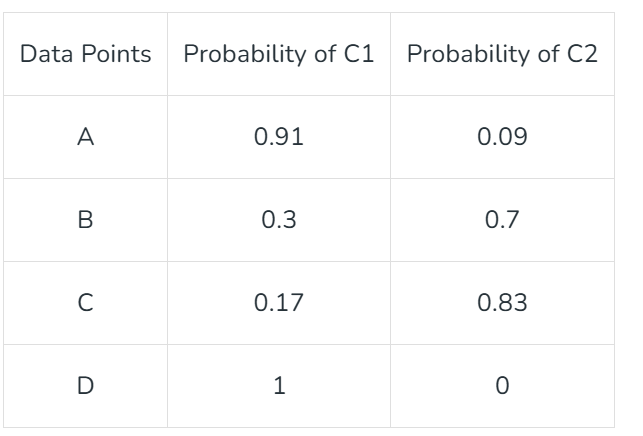 Data Points Probability of C1 Probability of C2
A 0.91 0.09
B 0.3 0.7
C 0.17 0.83
D 1 0